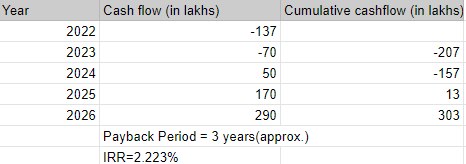 Year Cash flow (in lakhs) Cumulative cashflow (in lakhs)
2022 -137
2023 -70 -207
2024 50 -157
2025 170 13
2026 290 303
Payback Period = 3 years(approx.)
IRR=2.223%